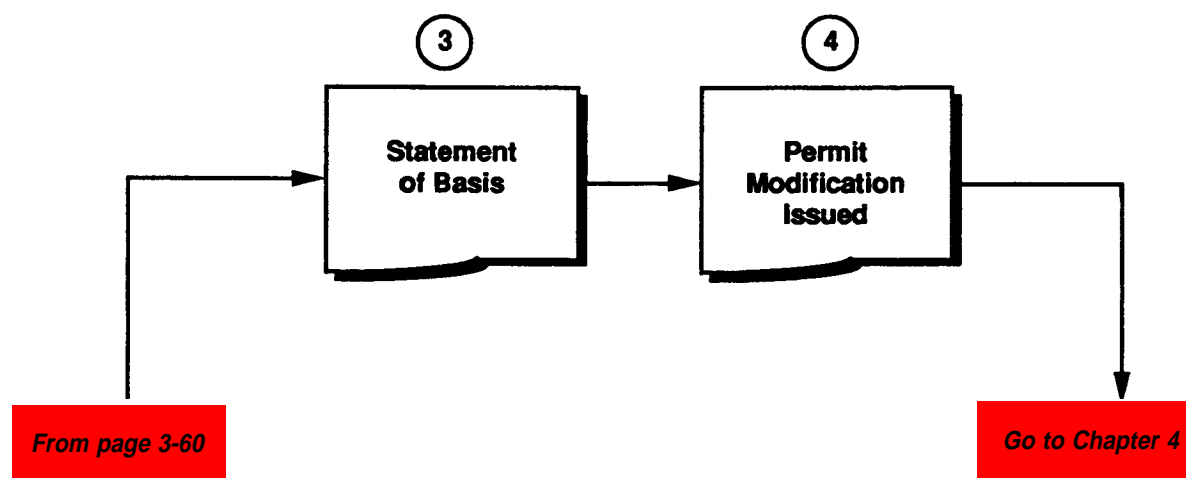 3
4
Statement
of Basis
Permit
Modification
Issued
From page 3-60
Go to Chapter 4